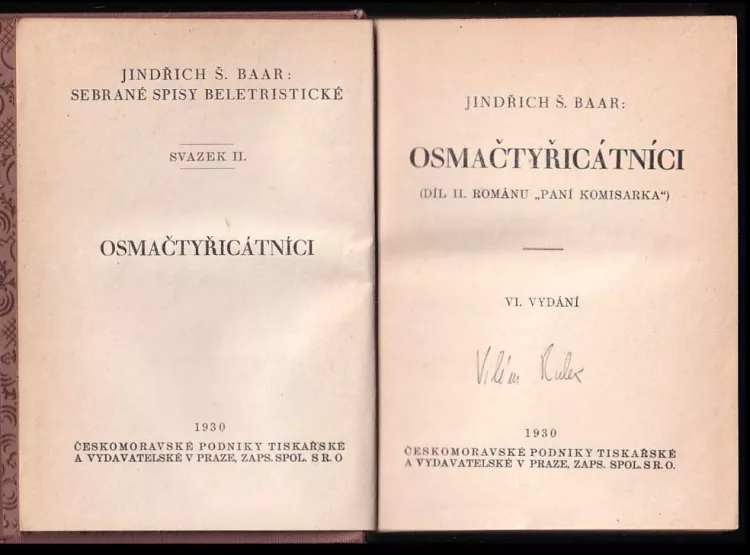 JINDŘICH Š. BAAR:
SEBRANÉ SPISY BELETRISTICKÉ
SVAZEK II.
OSMAČTYŘICÁTNÍCI
1930
ČESKOMORAVSKÉ PODNIKY TISKAŘSKÉ
A VYDAVATELSKÉ V PRAZE, ZAPS. SPOL. S R. O
JINDŘICH Š. BAAR:
OSMAČTYŘICÁTNÍCI
(DÍL II. ROMÁNU „PANÍ KOMISARKA“)
VI. VYDÁNÍ
Vilém
1930
ČESKOMORAVSKÉ PODNIKY TISKAŘSKÉ
A VYDAVATELSKÉ V PRAZE, ZAPS. SPOL. S R. O.